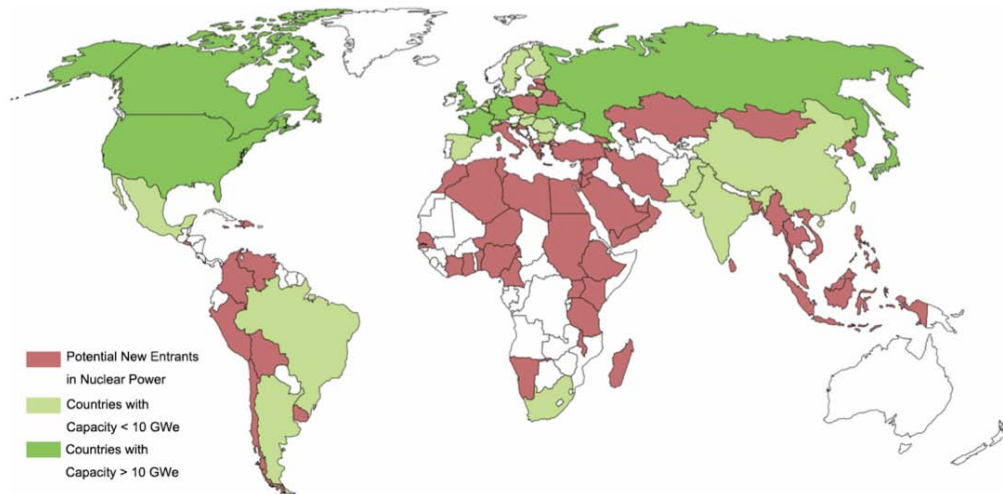 Potential New Entrants
in Nuclear Power
Countries with
Capacity < 10 GWe
Countries with
Capacity > 10 GWe